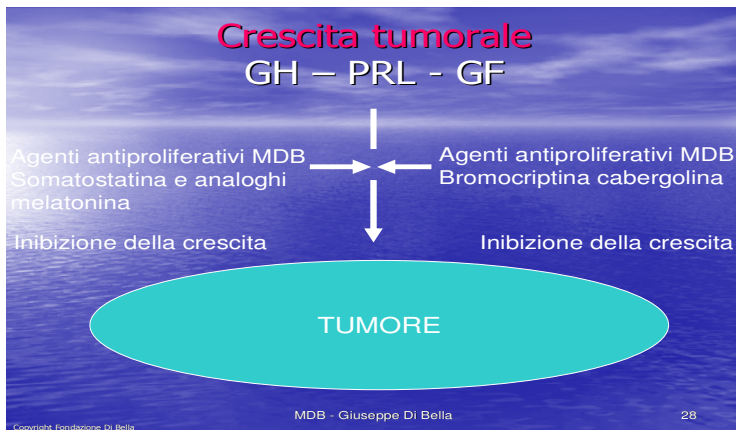 Crescita tumorale
GH – PRL - GF
Agenti antiproliferativi MDB
Somatostatina e analoghi
melatonina
Agenti antiproliferativi MDB
Bromocriptina cabergolina
Inibizione della crescita
Inibizione della crescita
TUMORE
MDB - Giuseppe Di Bella
28
Copyright Fondazione Di Bella